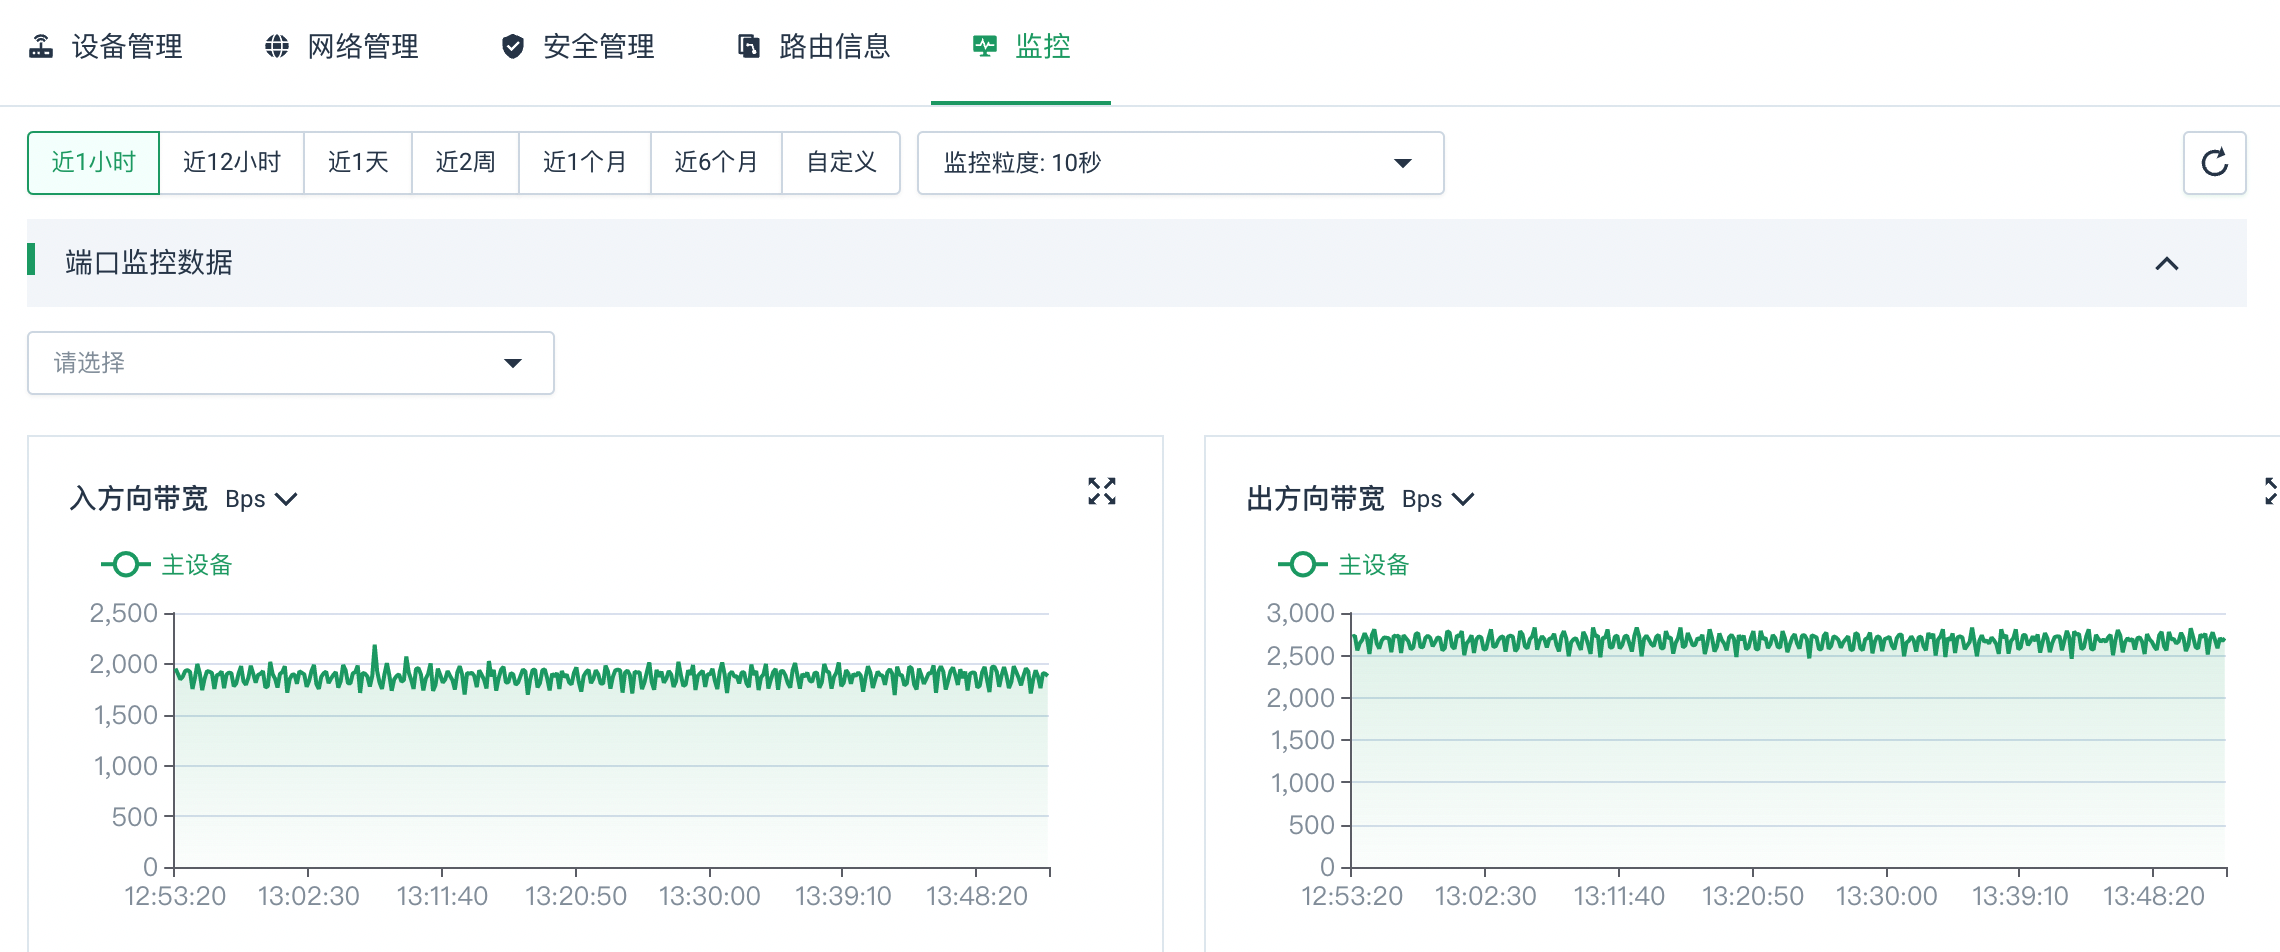 设备管理 网络管理 安全管理 路由信息 监控
近1小时 近12小时 近1天 近2周 近1个月 近6个月 自定义 监控粒度: 10秒
端口监控数据
请选择
入方向带宽 Bps
主设备
2,500
2,000
1,500
1,000
500
0
12:53:20 13:02:30 13:11:40 13:20:50 13:30:00 13:39:10 13:48:20
出方向带宽 Bps
主设备
3,000
2,500
2,000
1,500
1,000
500
0
12:53:20 13:02:30 13:11:40 13:20:50 13:30:00 13:39:10 13:48:20